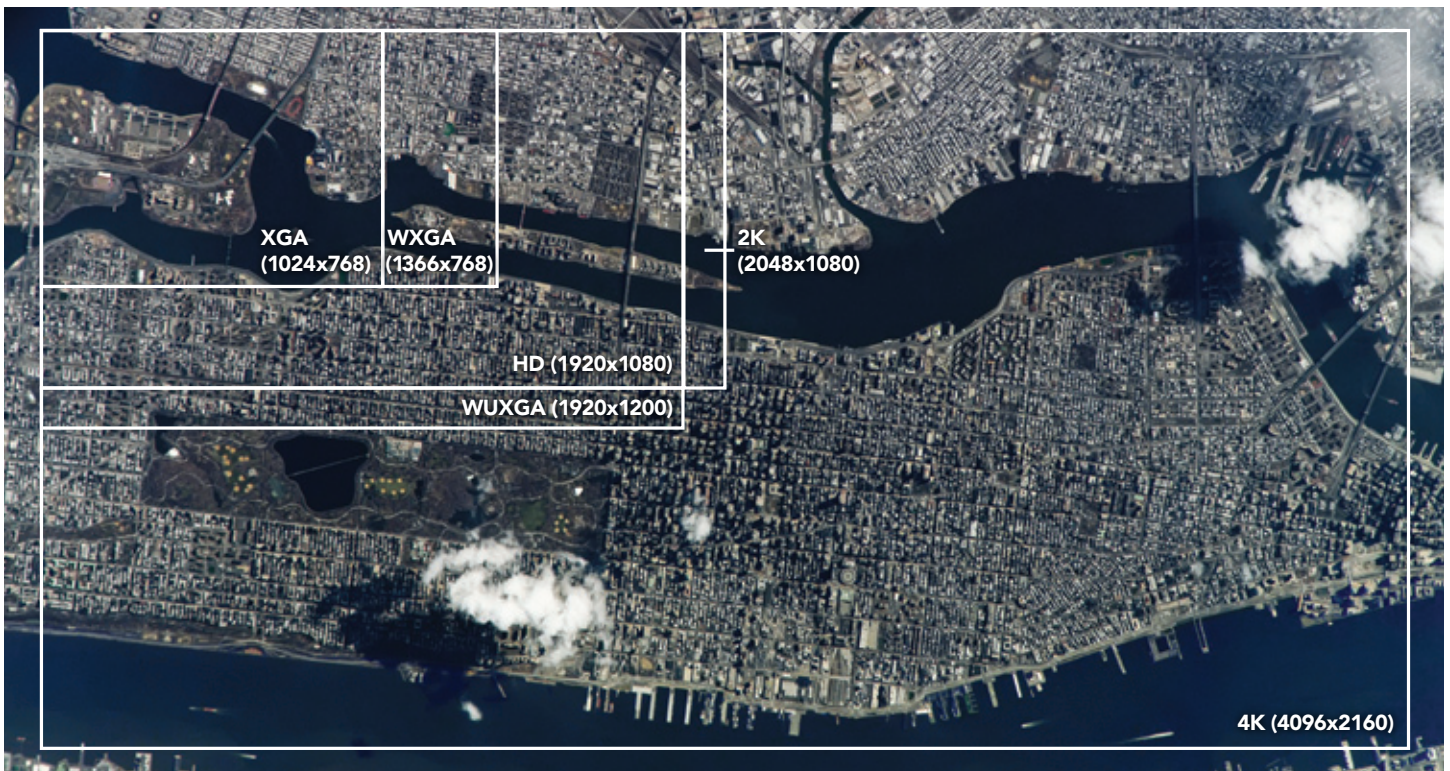 XGA
(1024x768)
WXGA
(1366x768)
2K
(2048x1080)
HD (1920x1080)
WUXGA (1920x1200)
4K (4096x2160)